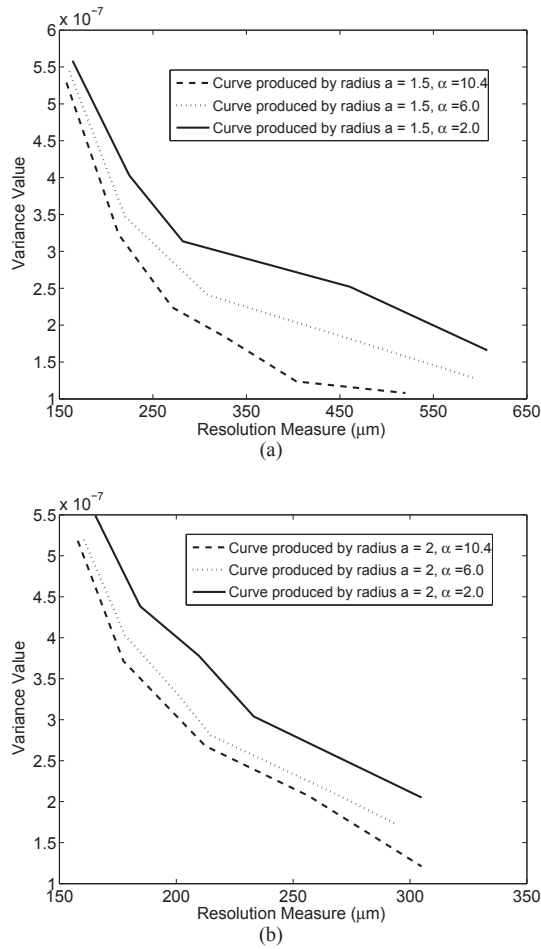 x 10⁻⁷
6
5.5
5
4.5
4
3.5
3
2.5
2
1.5
1
Variance Value
Curve produced by radius a = 1.5, α =10.4
Curve produced by radius a = 1.5, α =6.0
Curve produced by radius a = 1.5, α =2.0
150 250 350 450 550 650
Resolution Measure (μm)
(a)
x 10⁻⁷
5.5
5
4.5
4
3.5
3
2.5
2
1.5
1
Variance Value
Curve produced by radius a = 2, α =10.4
Curve produced by radius a = 2, α =6.0
Curve produced by radius a = 2, α =2.0
150 200 250 300 350
Resolution Measure (μm)
(b)